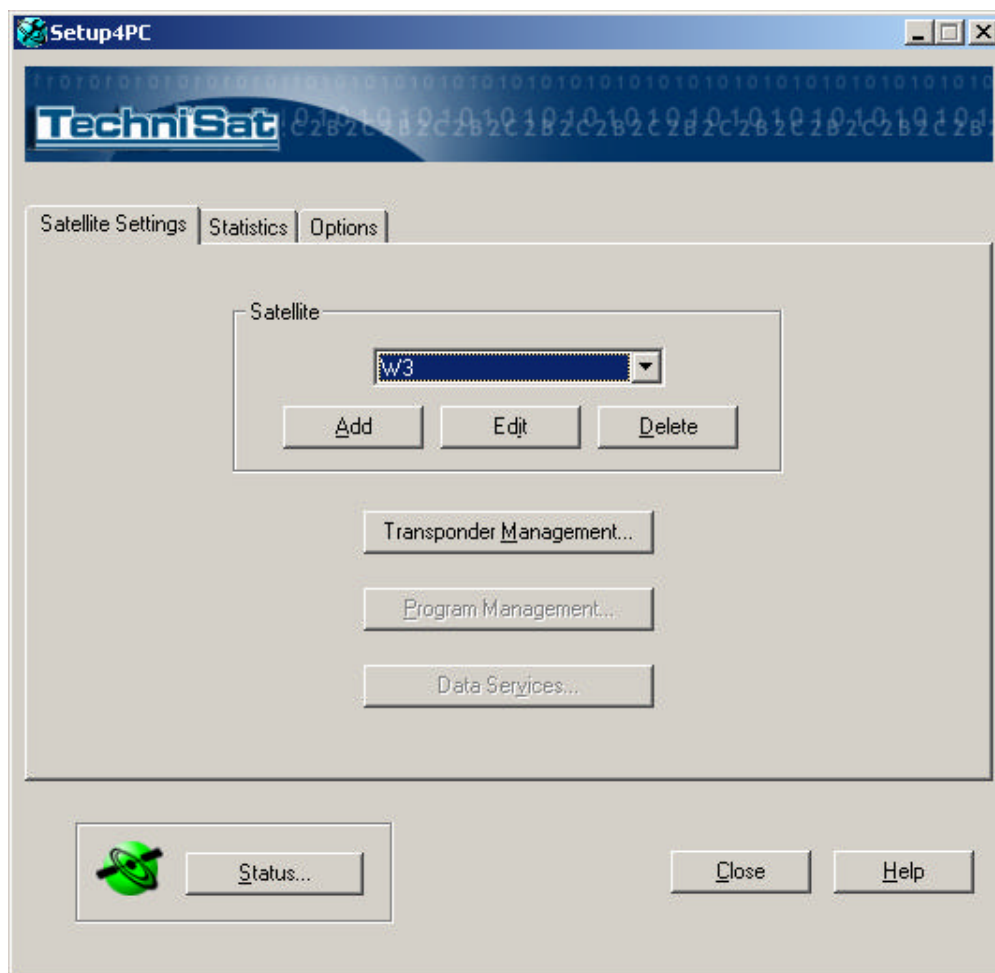 Setup4PC
TechniSat
Satellite Settings
Statistics
Options
Satellite
W3
Add
Edit
Delete
Transponder Management...
Program Management...
Data Services...
Status...
Close
Help